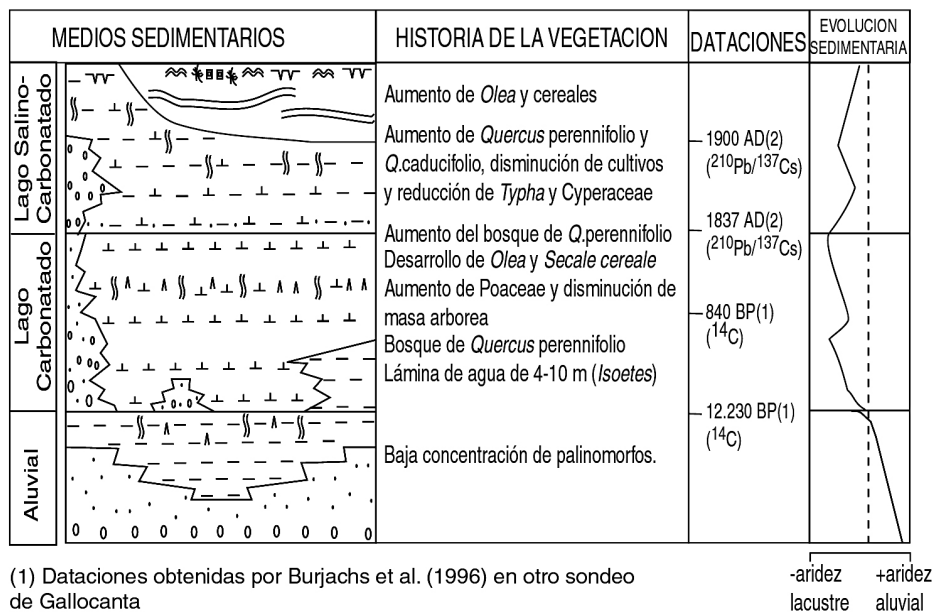 MEDIOS SEDIMENTARIOS
HISTORIA DE LA VEGETACION
DATACIONES
EVOLUCION
SEDIMENTARIA
Lago Salino-
Carbonatado
Lago
Carbonatado
Aluvial
Aumento de Olea y cereales
Aumento de Quercus perennifolio y
Q.caducifolio, disminución de cultivos
y reducción de Typha y Cyperaceae
Aumento del bosque de Q.perennifolio
Desarrollo de Olea y Secale cereale
Aumento de Poaceae y disminución de
masa arborea
Bosque de Quercus perennifolio
Lámina de agua de 4-10 m (Isoetes)
Baja concentración de palinomorfos.
1900 AD(2)
(²¹⁰Pb/¹³⁷Cs)
1837 AD(2)
(²¹⁰Pb/¹³⁷Cs)
840 BP(1)
(¹⁴C)
12.230 BP(1)
(¹⁴C)
-aridez
lacustre
+aridez
aluvial
(1) Dataciones obtenidas por Burjachs et al. (1996) en otro sondeo
de Gallocanta